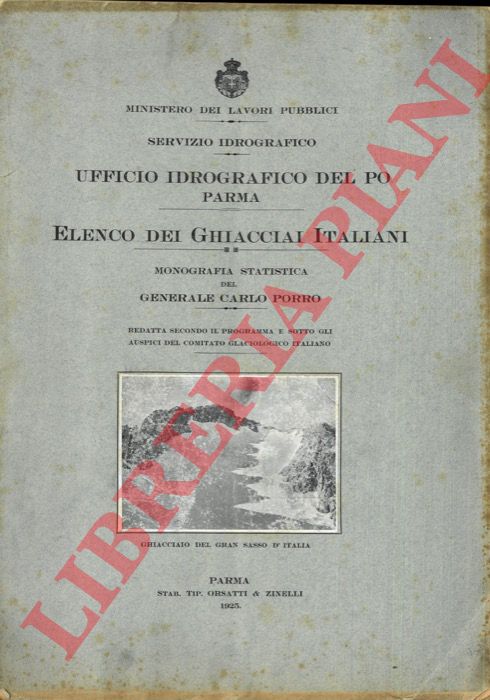 MINISTERO DEI LAVORI PUBBLICI
SERVIZIO IDROGRAFICO
UFFICIO IDROGRAFICO DEL PO
PARMA
ELENCO DEI GHIACCIAI ITALIANI
MONOGRAFIA STATISTICA
DEL
GENERALE CARLO PORRO
REDATTA SECONDO IL PROGRAMMA E SOTTO GLI
AUSPICI DEL COMITATO GLACIOLOGICO ITALIANO
GHIACCIAIO DEL GRAN SASSO D'ITALIA
PARMA
STAB. TIP. ORSATTI & ZINELLI
1925.
LIBRERIA PIANI